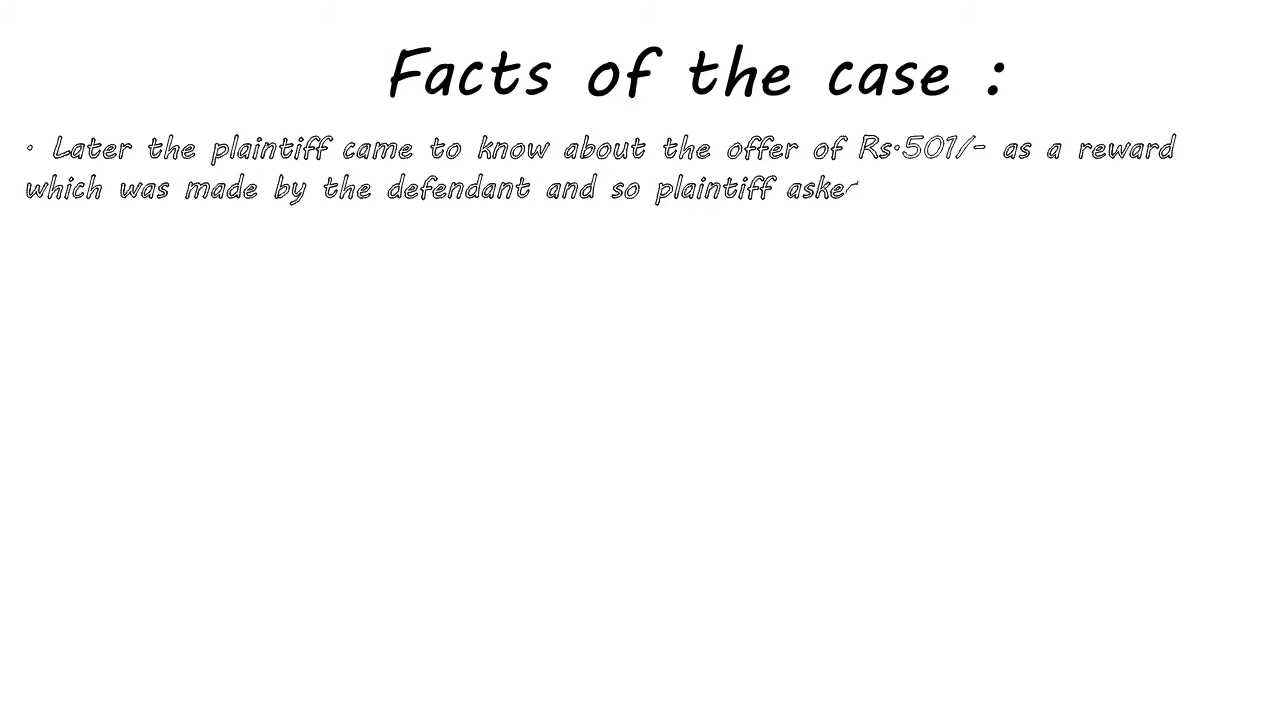 Facts of the case :
• Later the plaintiff came to know about the offer of Rs.501/- as a reward
which was made by the defendant and so plaintiff aske